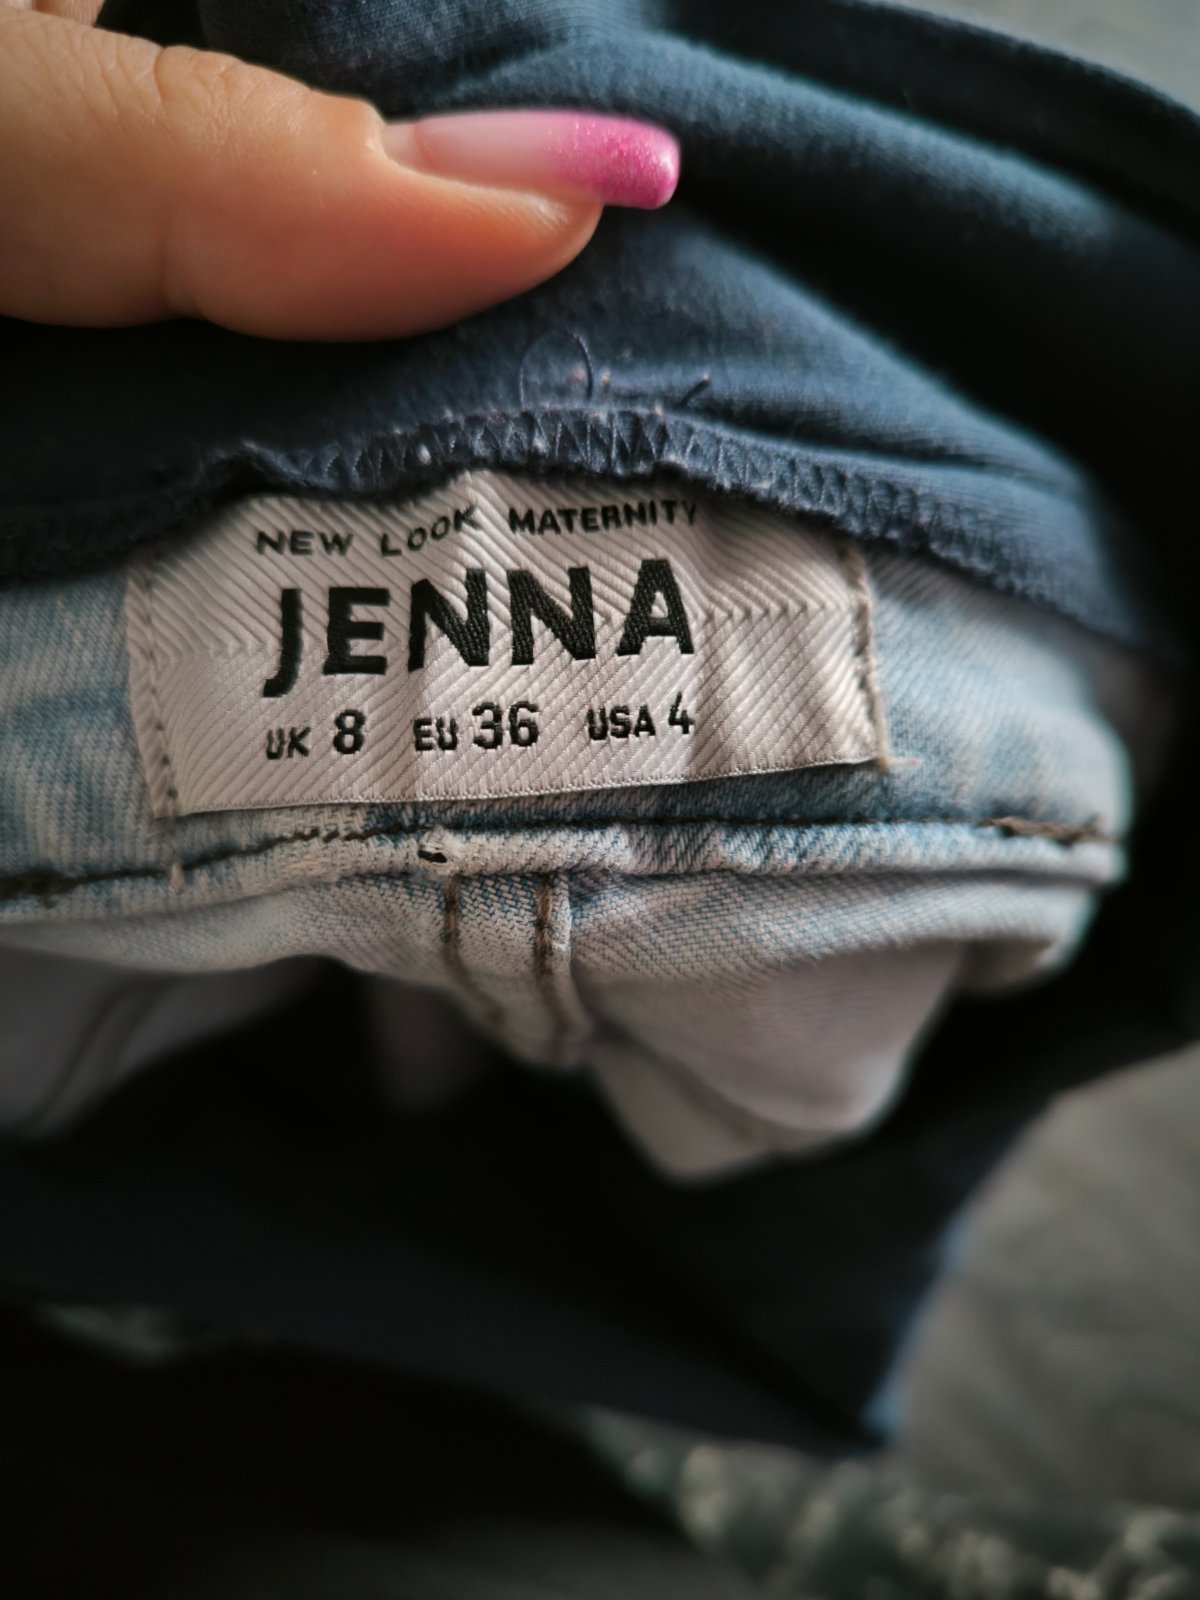 NEW LOOK MATERNITY
JENNA
UK 8 EU 36 USA 4